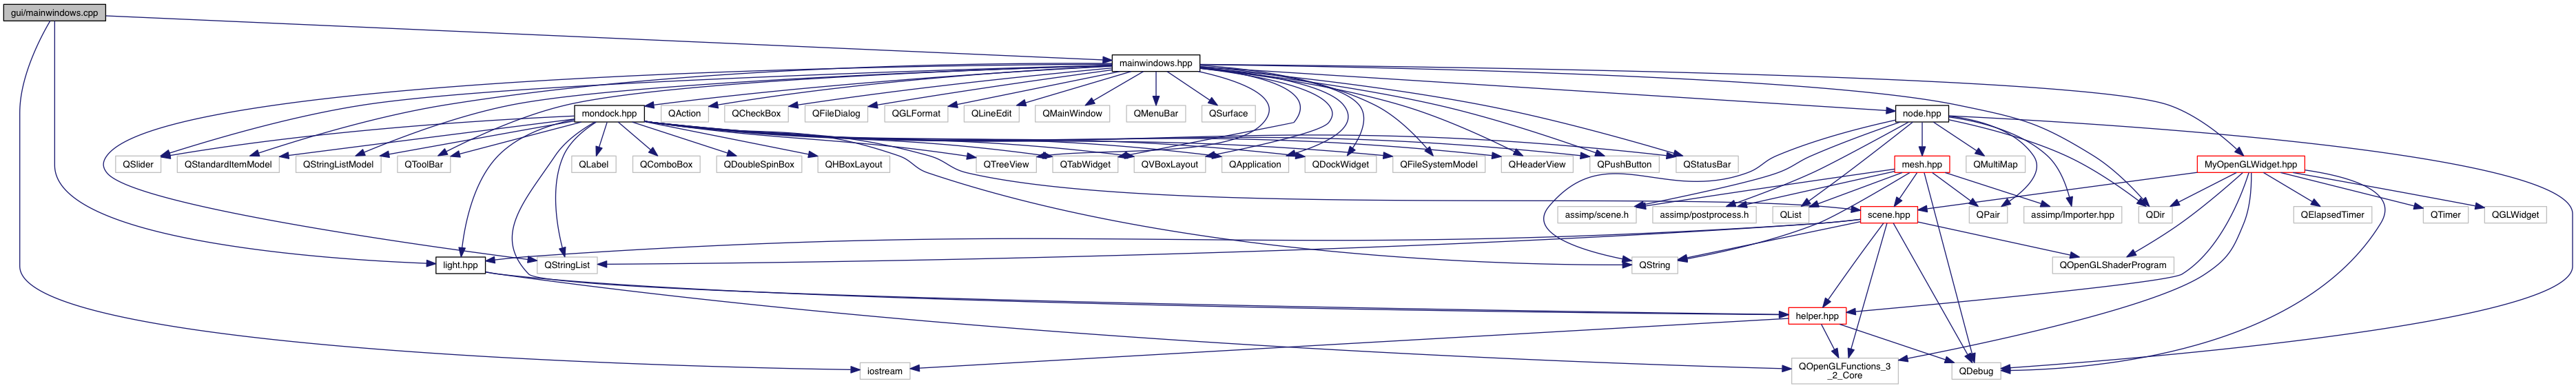 gui/mainwindows.cpp
mainwindows.hpp
mondock.hpp
QAction
QCheckBox
QFileDialog
QGLFormat
QLineEdit
QMainWindow
QMenuBar
QSurface
node.hpp
QSlider
QStandardItemModel
QStringListModel
QToolBar
QLabel
QComboBox
QDoubleSpinBox
QHBoxLayout
QTreeView
QTabWidget
QVBoxLayout
QApplication
QDockWidget
QFileSystemModel
QHeaderView
QPushButton
QStatusBar
mesh.hpp
QMultiMap
MyOpenGLWidget.hpp
assimp/scene.h
assimp/postprocess.h
QList
scene.hpp
QPair
assimp/Importer.hpp
QDir
QElapsedTimer
QTimer
QGLWidget
light.hpp
QStringList
QString
QOpenGLShaderProgram
helper.hpp
iostream
QOpenGLFunctions_3
_2_Core
QDebug